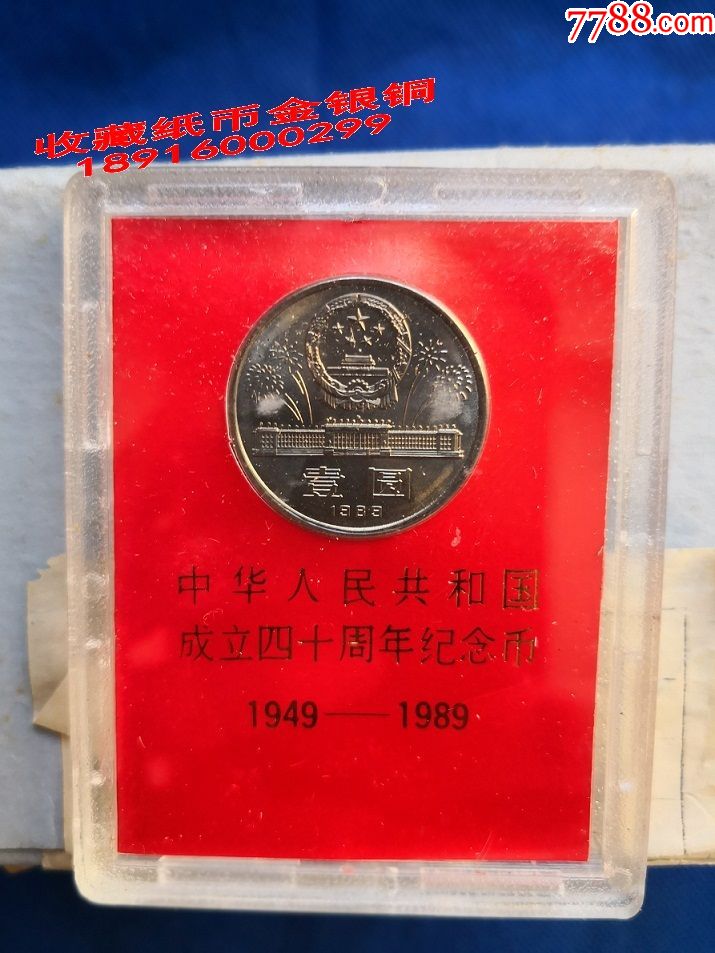 7788.com
收藏纸币金银铜
18916000299
壹圆
1989
中华人民共和国
成立四十周年纪念币
1949——1989